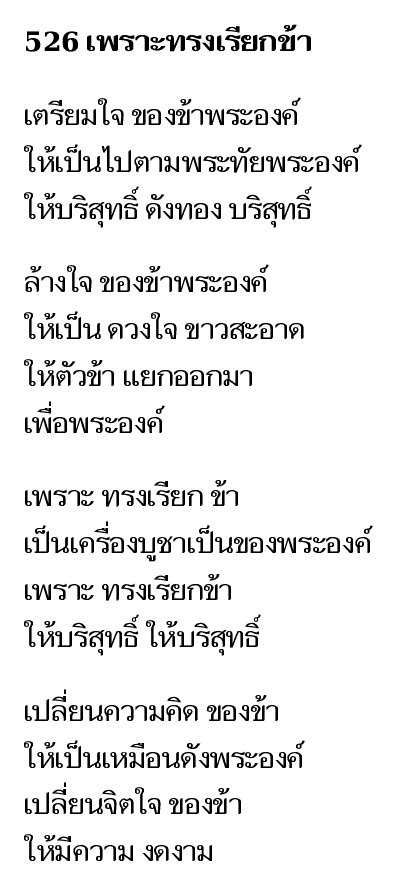 526 เพราะทรงเรียกข้า
เตรียมใจ ของข้าพระองค์
ให้เป็นไปตามพระทัยพระองค์
ให้บริสุทธิ์ ดังทอง บริสุทธิ์
ล้างใจ ของข้าพระองค์
ให้เป็น ดวงใจ ขาวสะอาด
ให้ตัวข้า แยกออกมา
เพื่อพระองค์
เพราะ ทรงเรียก ข้า
เป็นเครื่องบูชาเป็นของพระองค์
เพราะ ทรงเรียกข้า
ให้บริสุทธิ์ ให้บริสุทธิ์
เปลี่ยนความคิด ของข้า
ให้เป็นเหมือนดังพระองค์
เปลี่ยนจิตใจ ของข้า
ให้มีความ งดงาม